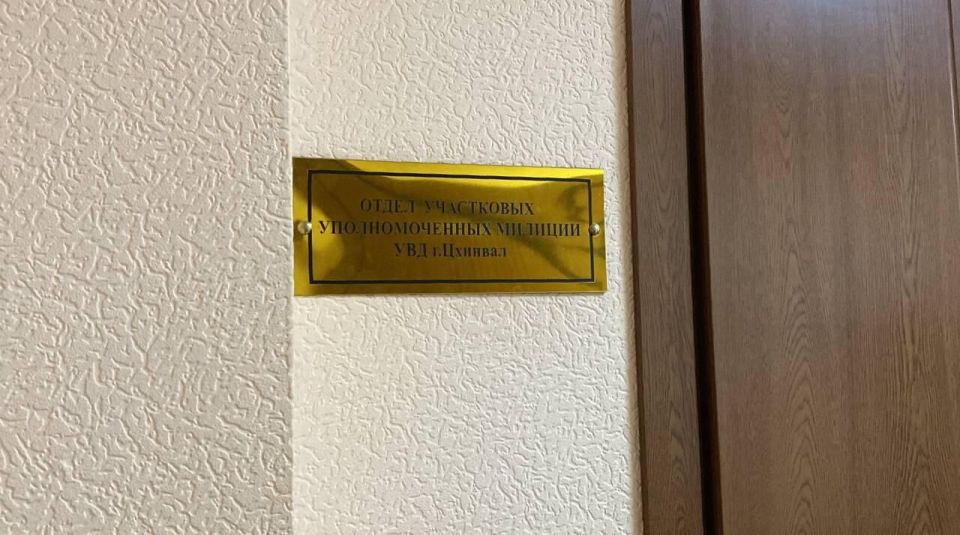 ОТДЕЛ УЧАСТКОВЫХ
УПОЛНОМОЧЕННЫХ МИЛИЦИИ
УВД г.Цхинвал